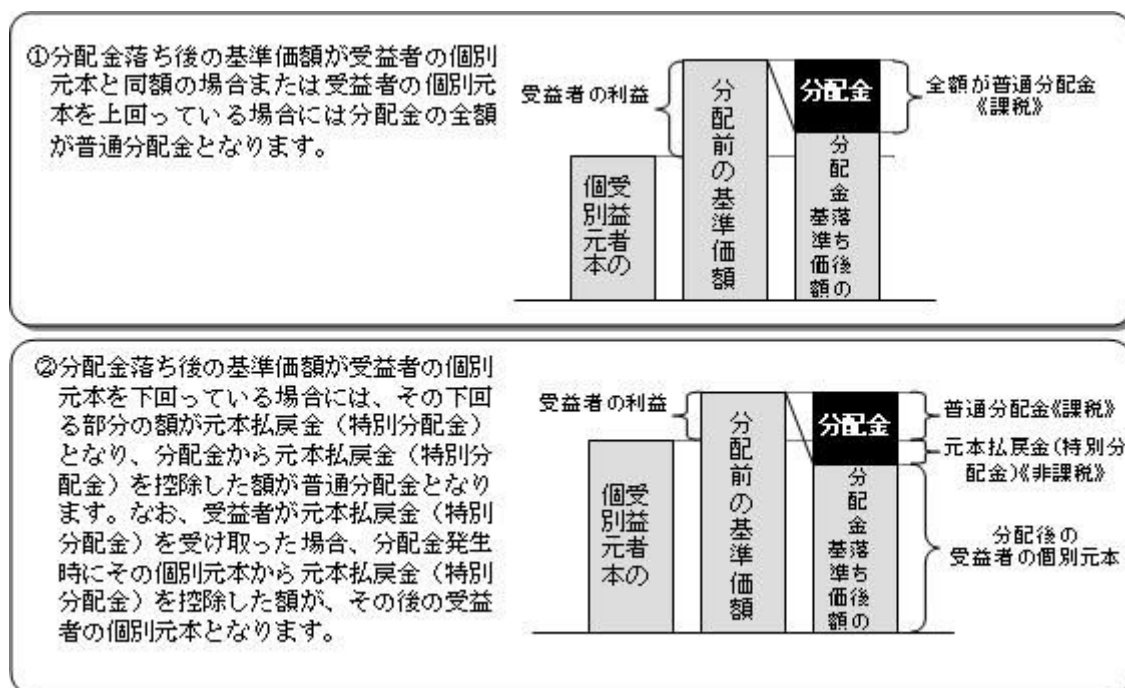 ①分配金落ち後の基準価額が受益者の個別
元本と同額の場合または受益者の個別元
本を上回っている場合には分配金の全額
が普通分配金となります。
受益者の利益
受益者の
個別元本
分配前の基準価額
分配金
分配金落ち後の
基準価額
全額が普通分配金
《課税》
②分配金落ち後の基準価額が受益者の個別
元本を下回っている場合には、その下回
る部分の額が元本払戻金（特別分配金）
となり、分配金から元本払戻金（特別分
配金）を控除した額が普通分配金となり
ます。なお、受益者が元本払戻金（特別
分配金）を受け取った場合、分配金発生
時にその個別元本から元本払戻金（特別
分配金）を控除した額が、その後の受益
者の個別元本となります。
受益者の利益
受益者の
個別元本
分配前の基準価額
分配金
分配金落ち後の
基準価額
普通分配金《課税》
元本払戻金(特別分
配金)《非課税》
分配後の
受益者の個別元本